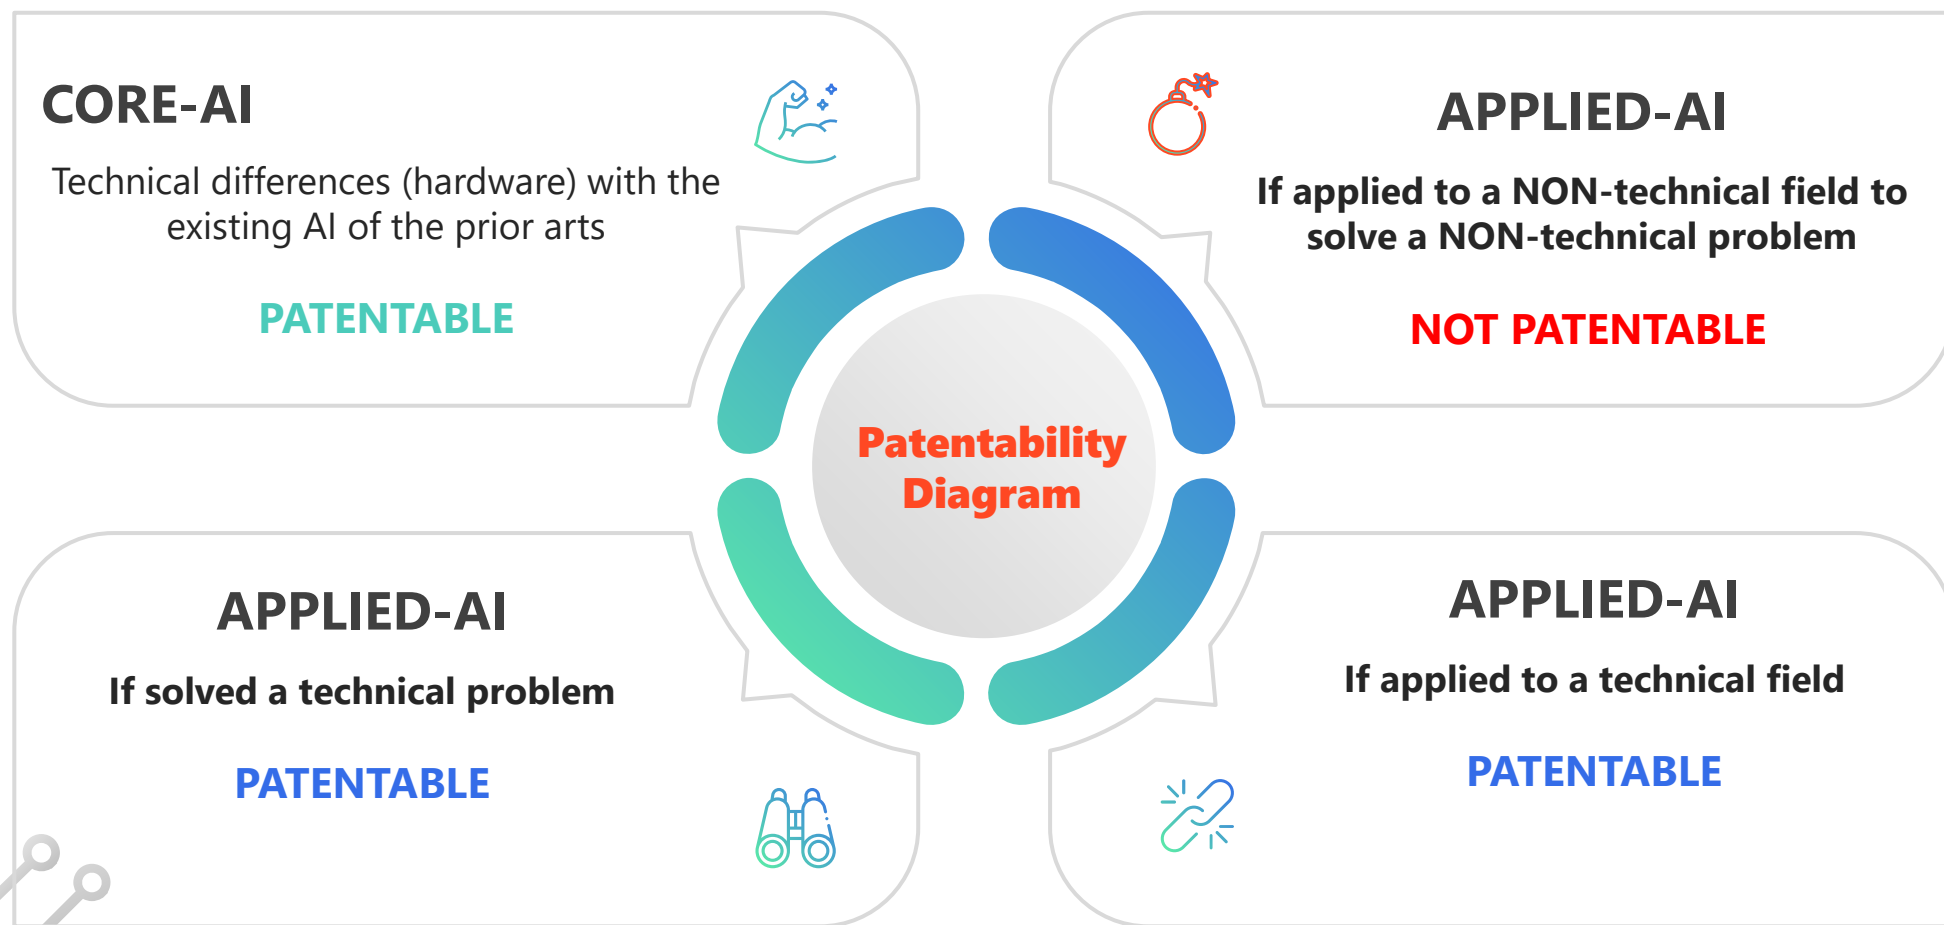 CORE-AI
Technical differences (hardware) with the
existing AI of the prior arts
PATENTABLE
APPLIED-AI
If applied to a NON-technical field to
solve a NON-technical problem
NOT PATENTABLE
Patentability
Diagram
APPLIED-AI
If solved a technical problem
PATENTABLE
APPLIED-AI
If applied to a technical field
PATENTABLE